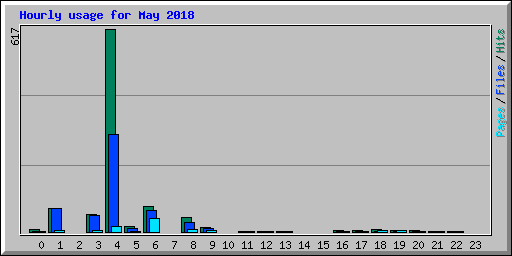 Hourly usage for May 2018
617
Pages/Files/Hits
0 1 2 3 4 5 6 7 8 9 10 11 12 13 14 15 16 17 18 19 20 21 22 23